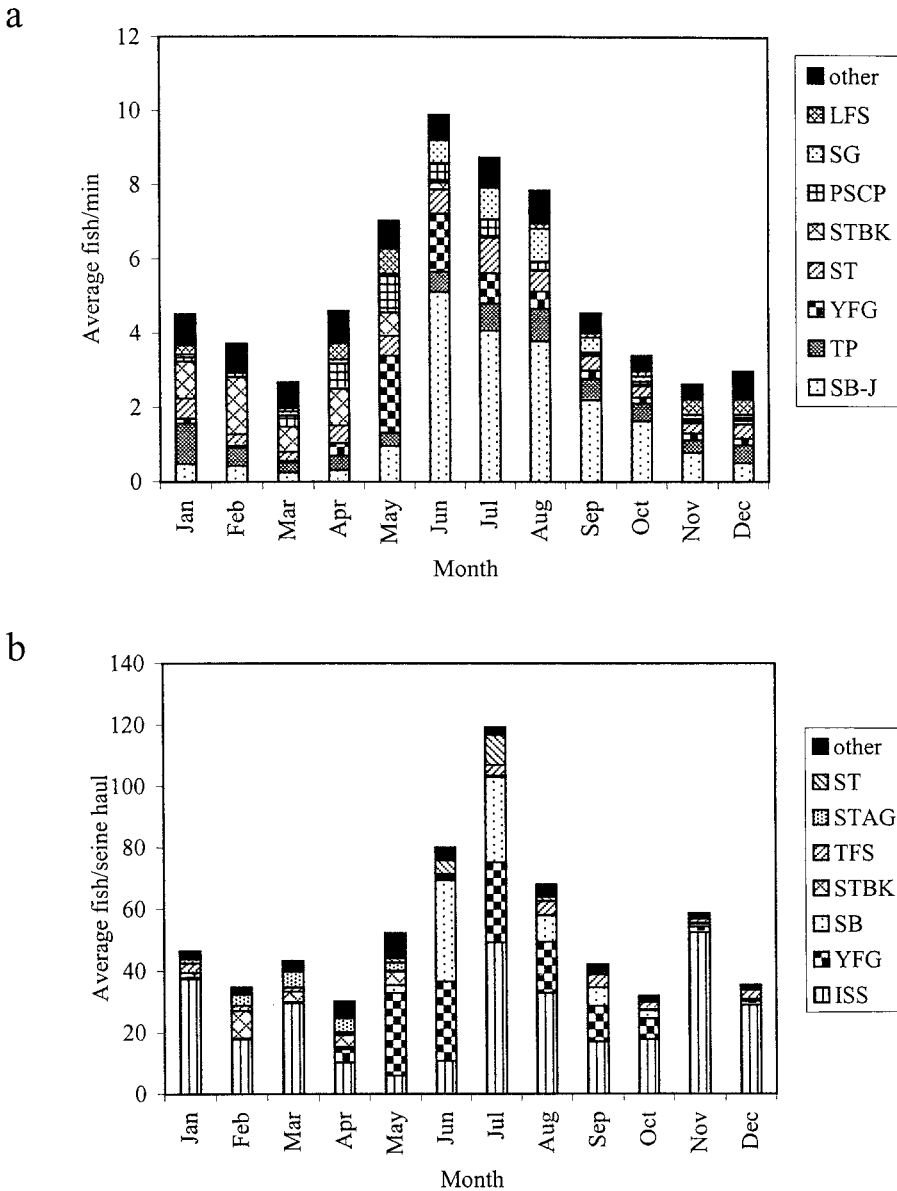 a
12
10
8
6
4
2
0
Average fish/min
Jan
Feb
Mar
Apr
May
Jun
Jul
Aug
Sep
Oct
Nov
Dec
Month
other
LFS
SG
PSCP
STBK
ST
YFG
TP
SB-J
b
140
120
100
80
60
40
20
0
Average fish/seine haul
Jan
Feb
Mar
Apr
May
Jun
Jul
Aug
Sep
Oct
Nov
Dec
Month
other
ST
STAG
TFS
STBK
SB
YFG
ISS